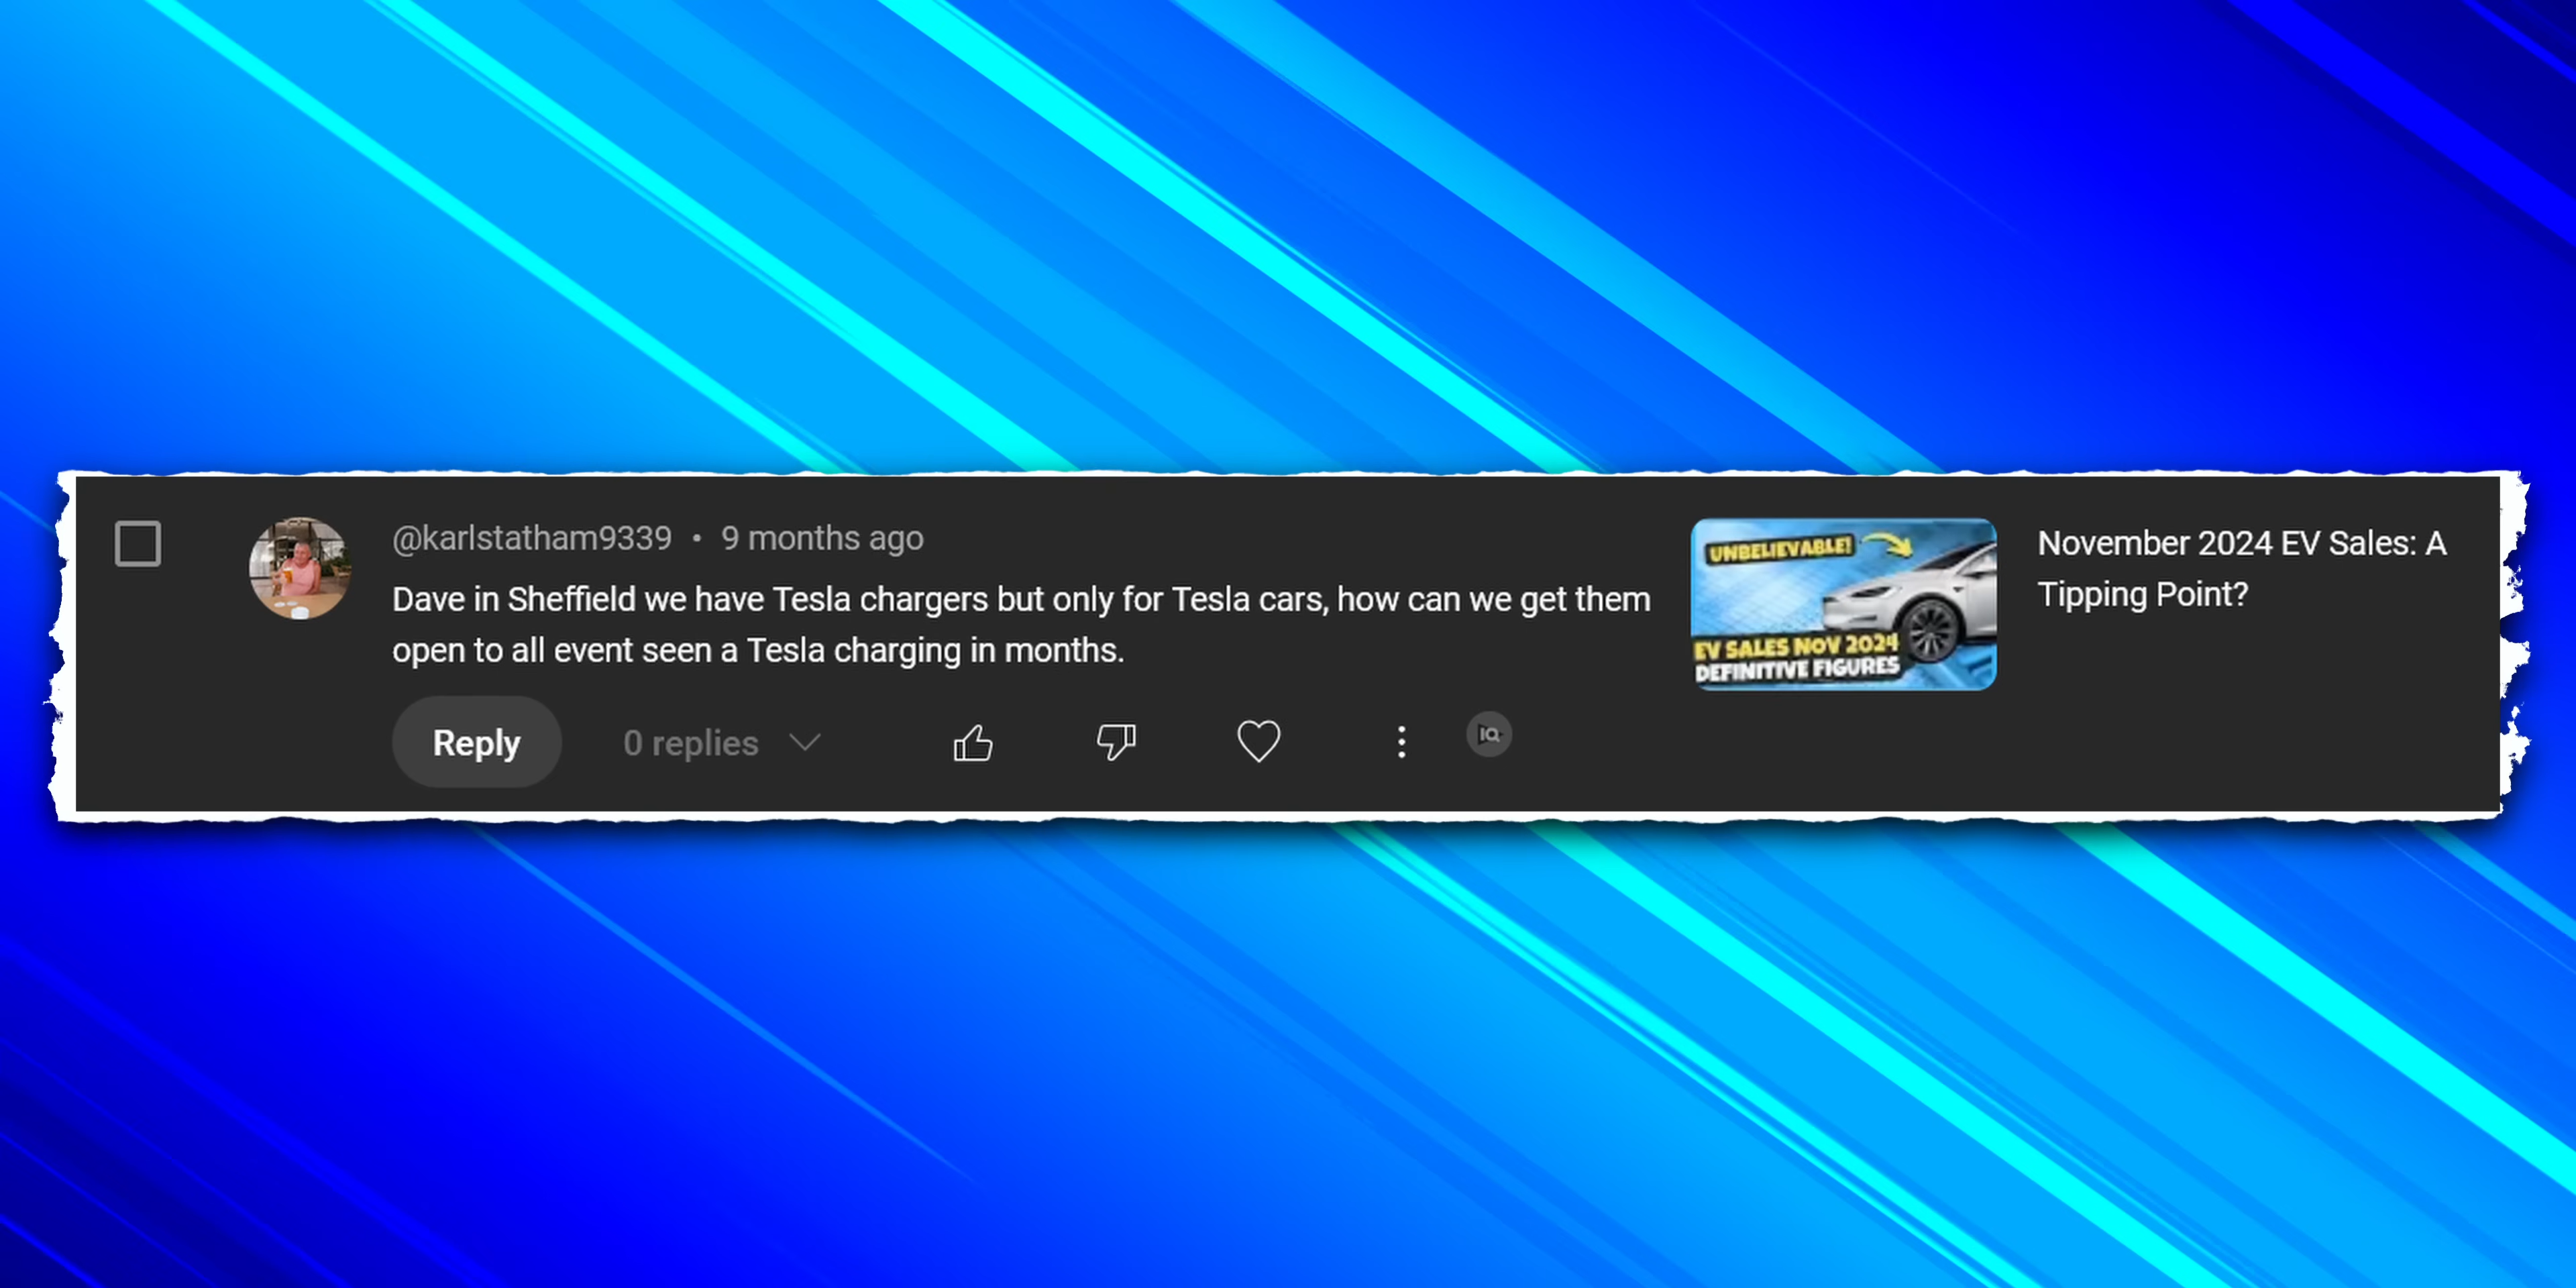 @karlstatham9339 • 9 months ago
Dave in Sheffield we have Tesla chargers but only for Tesla cars, how can we get them
open to all event seen a Tesla charging in months.
Reply
0 replies
IQ
UNBELIEVABLE!
EV SALES NOV 2024
DEFINITIVE FIGURES
November 2024 EV Sales: A
Tipping Point?